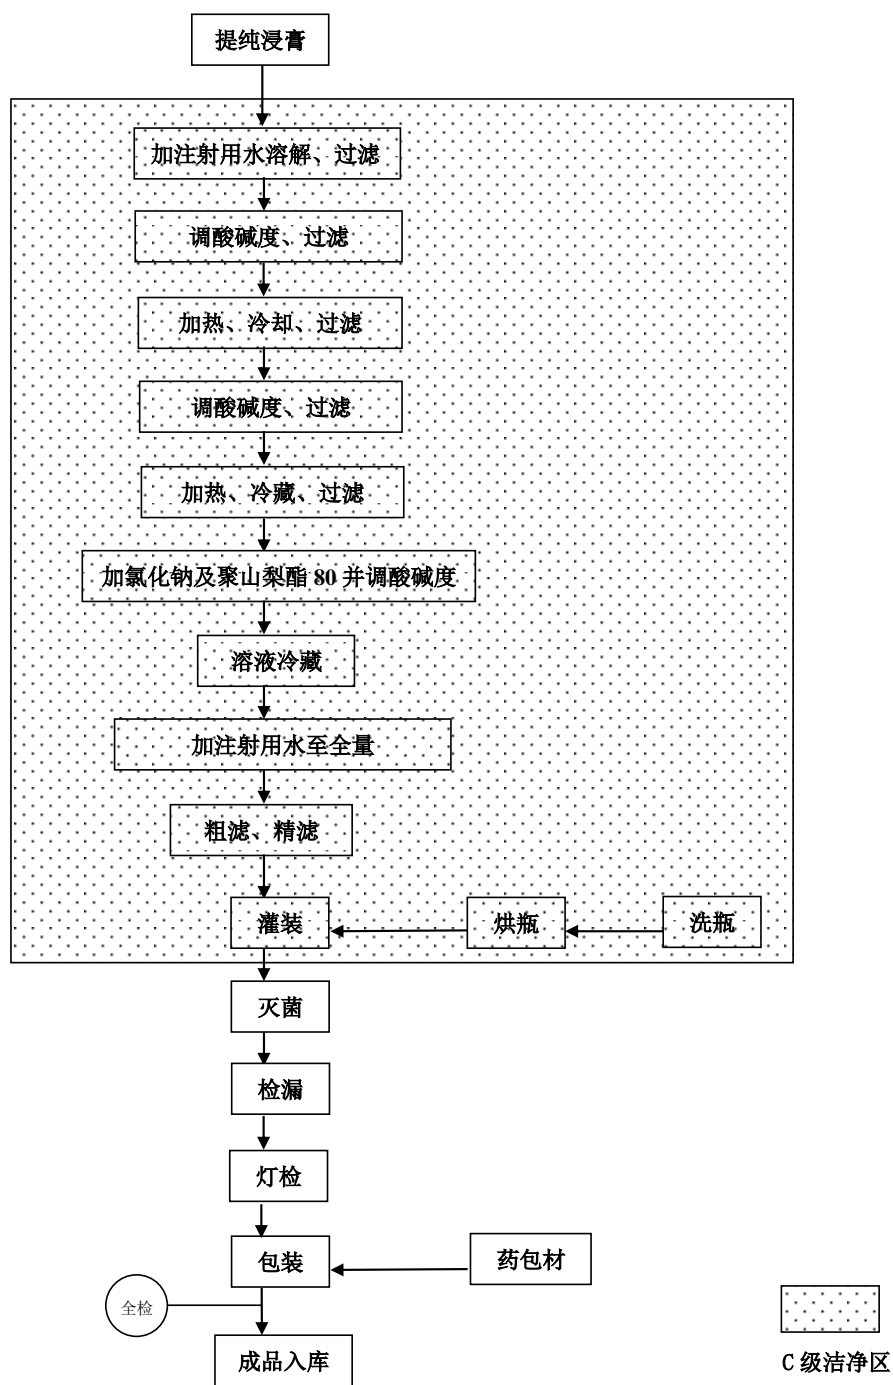 提纯浸膏
加注射用水溶解、过滤
调酸碱度、过滤
加热、冷却、过滤
调酸碱度、过滤
加热、冷藏、过滤
加氯化钠及聚山梨酯 80 并调酸碱度
溶液冷藏
加注射用水至全量
粗滤、精滤
灌装
烘瓶
洗瓶
灭菌
检漏
灯检
包装
药包材
全检
成品入库
C 级洁净区